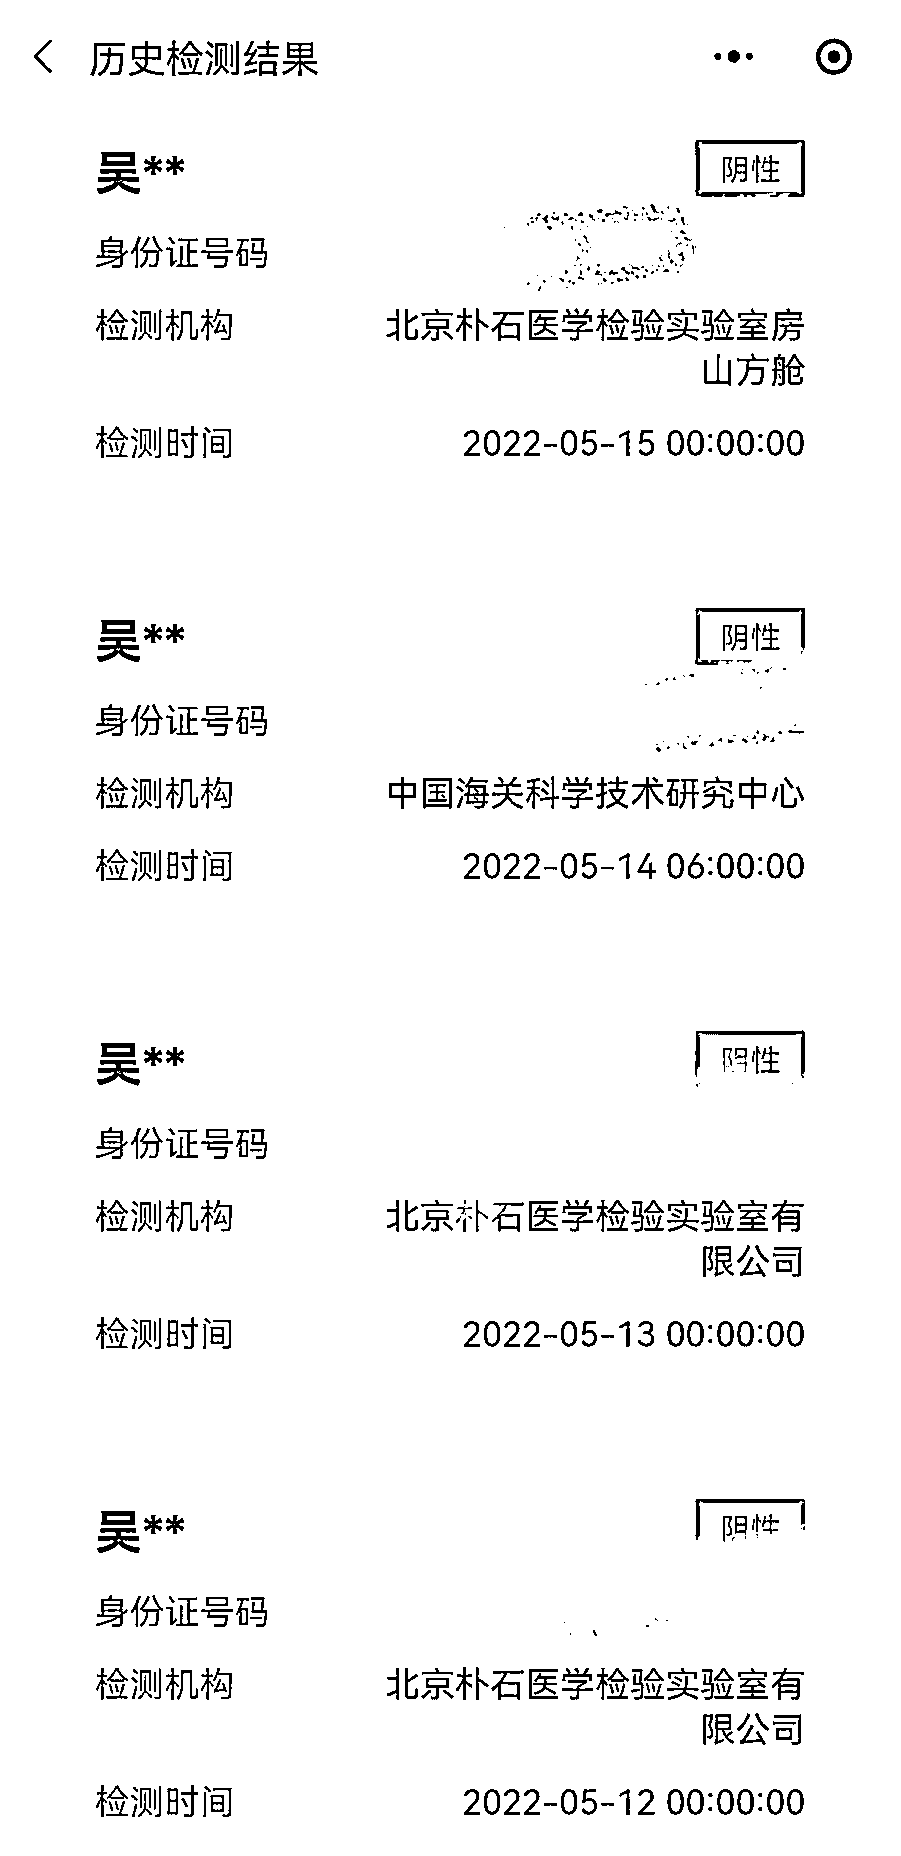 历史检测结果
吴**
阴性
身份证号码
检测机构 北京朴石医学检验实验室房
山方舱
检测时间 2022-05-15 00:00:00
吴**
阴性
身份证号码
检测机构 中国海关科学技术研究中心
检测时间 2022-05-14 06:00:00
吴**
阴性
身份证号码
检测机构 北京朴石医学检验实验室有
限公司
检测时间 2022-05-13 00:00:00
吴**
阴性
身份证号码
检测机构 北京朴石医学检验实验室有
限公司
检测时间 2022-05-12 00:00:00